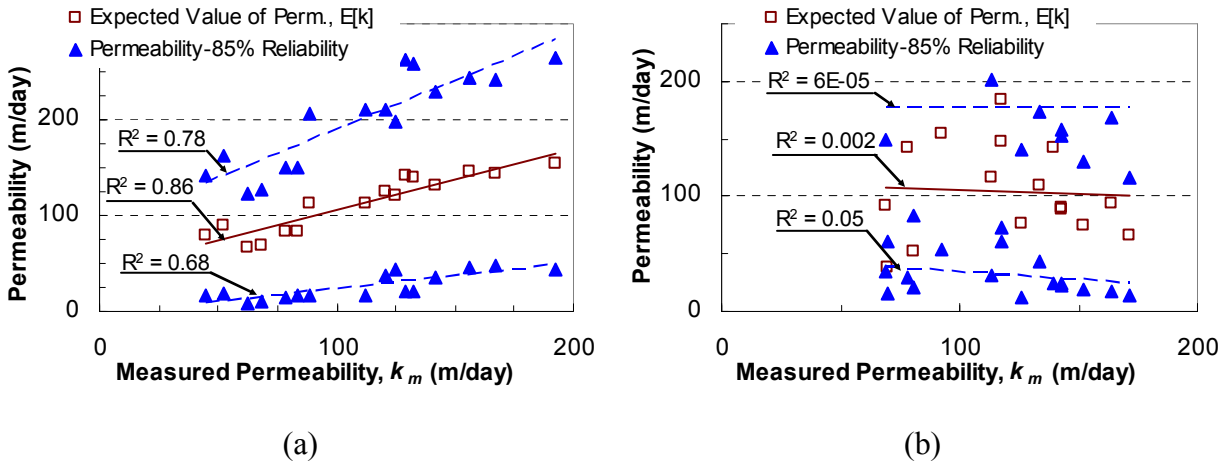 Expected Value of Perm., E[k]
Permeability-85% Reliability
Permeability (m/day)
200
100
0
R² = 0.78
R² = 0.86
R² = 0.68
0
100
200
Measured Permeability, k m (m/day)
(a)
Expected Value of Perm., E[k]
Permeability-85% Reliability
Permeability (m/day)
200
100
0
R² = 6E-05
R² = 0.002
R² = 0.05
0
100
200
Measured Permeability, k m (m/day)
(b)